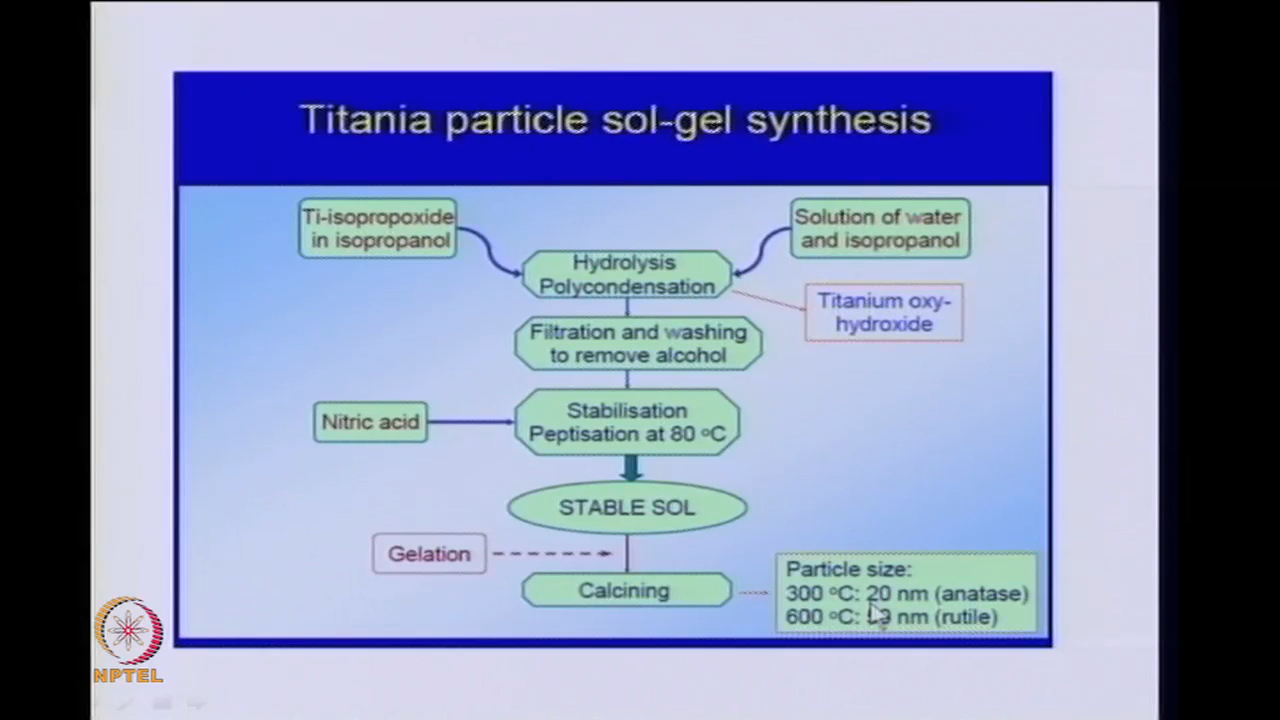 Titania particle sol-gel synthesis
Ti-isopropoxide
in isopropanol
Solution of water
and isopropanol
Hydrolysis
Polycondensation
Titanium oxy-
hydroxide
Filtration and washing
to remove alcohol
Nitric acid
Stabilisation
Peptisation at 80 °C
STABLE SOL
Gelation
Calcining
Particle size:
300 °C: 20 nm (anatase)
600 °C: nm (rutile)
NPTEL